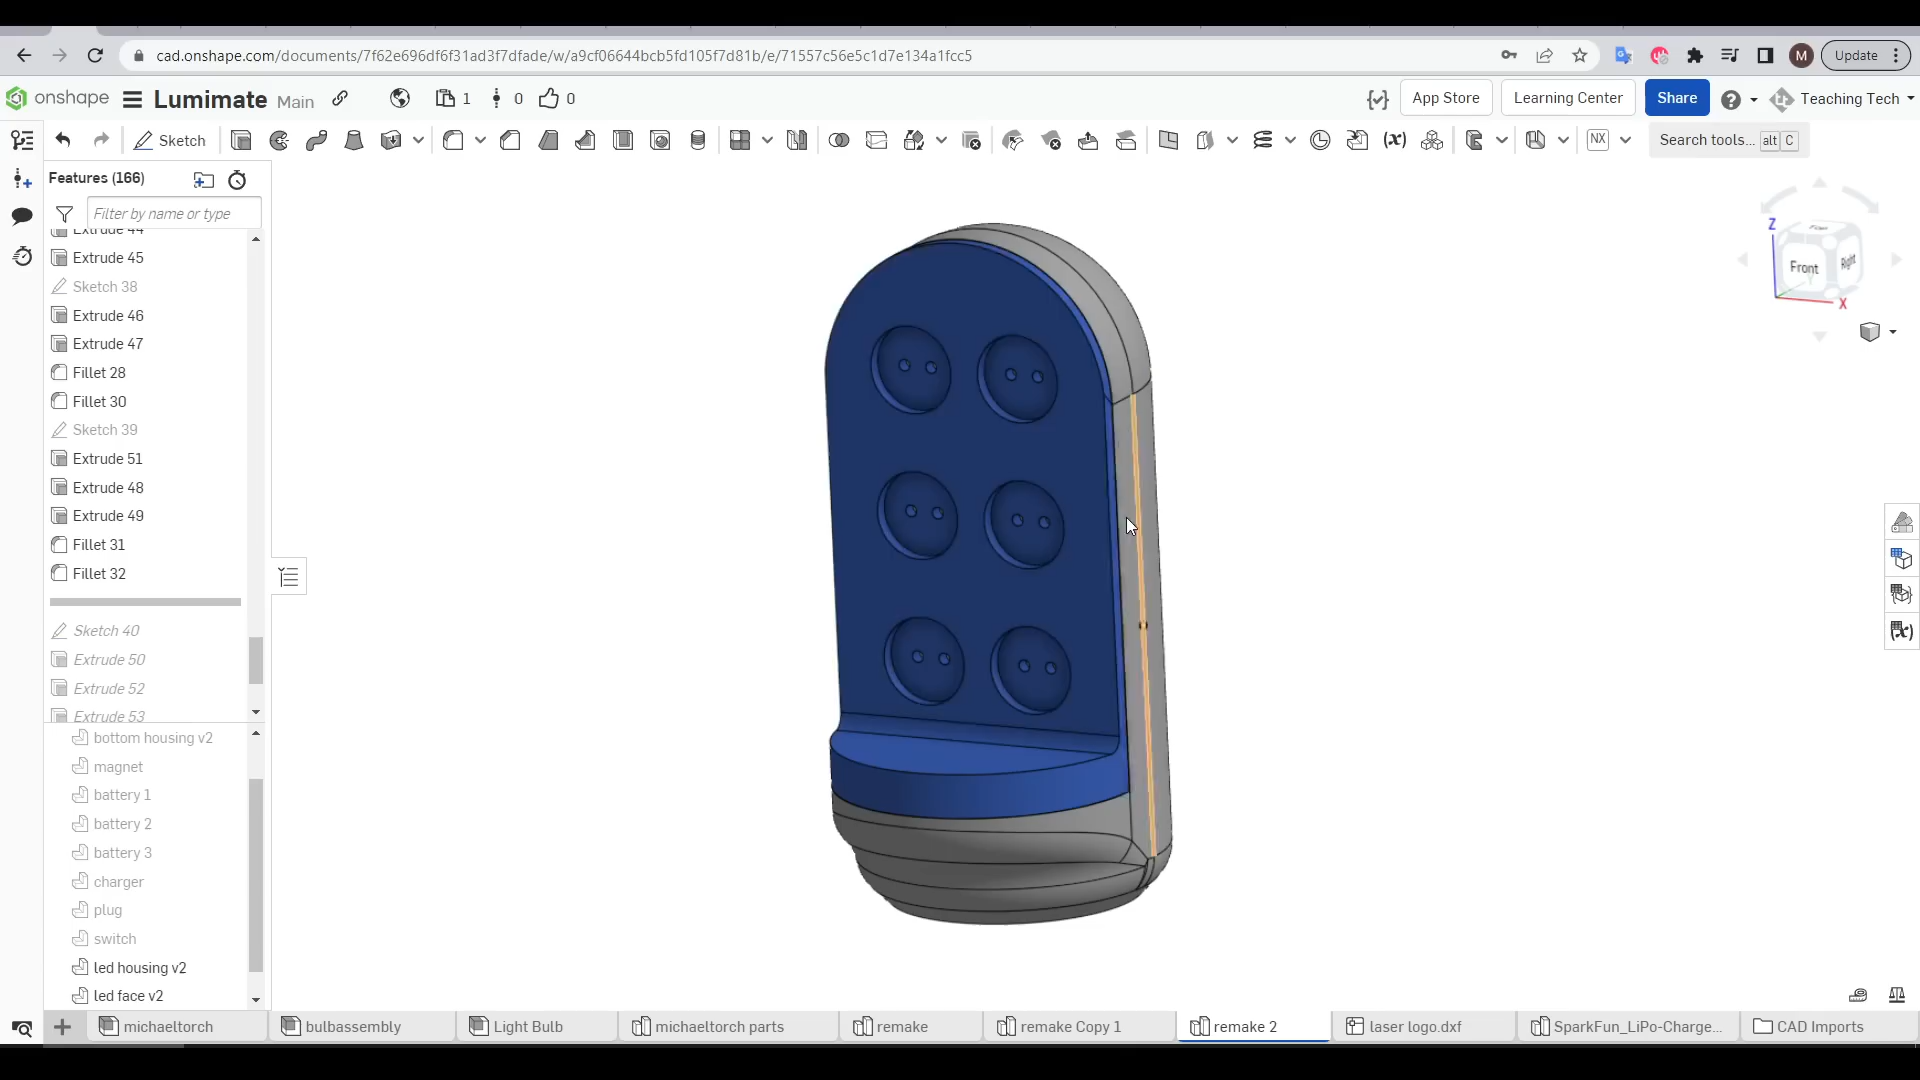 cad.onshape.com/documents/7f62e696df6f31ad3f7dfade/w/a9cf06644bcb5fd105f7d81b/e/71557c56e5c1d7e134a1fcc5
M
Update
onshape
Lumimate Main
1
0
0
App Store
Learning Center
Share
Teaching Tech
Sketch
(x)
NX
Search tools... alt C
Features (166)
Filter by name or type
Extrude 44
Extrude 45
Sketch 38
Extrude 46
Extrude 47
Fillet 28
Fillet 30
Sketch 39
Extrude 51
Extrude 48
Extrude 49
Fillet 31
Fillet 32
Sketch 40
Extrude 50
Extrude 52
Extrude 53
bottom housing v2
magnet
battery 1
battery 2
battery 3
charger
plug
switch
led housing v2
led face v2
Z
Front
Right
X
(x)
michaeltorch
bulbassembly
Light Bulb
michaeltorch parts
remake
remake Copy 1
remake 2
laser logo.dxf
SparkFun_LiPo-Charge...
CAD Imports